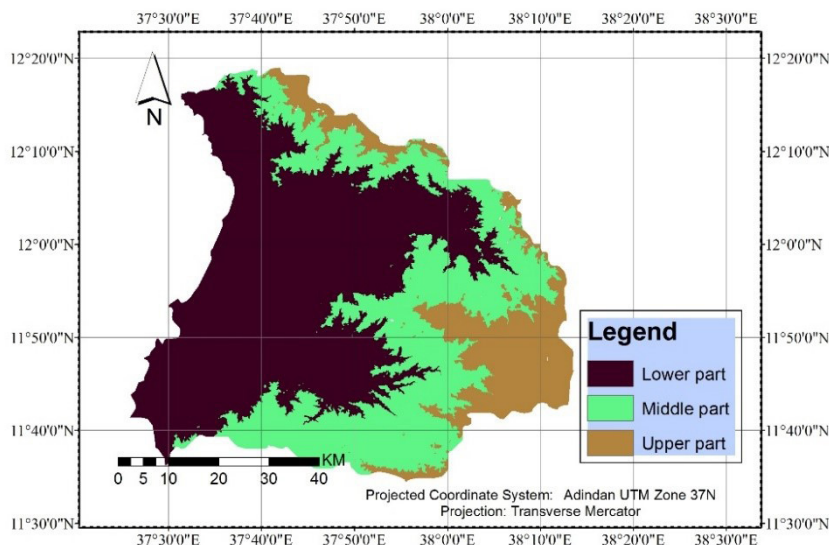 37°30'0"E 37°40'0"E 37°50'0"E 38°0'0"E 38°10'0"E 38°20'0"E 38°30'0"E
12°20'0"N 12°20'0"N
N
12°10'0"N 12°10'0"N
12°0'0"N 12°0'0"N
11°50'0"N 11°50'0"N
Legend
Lower part
Middle part
Upper part
11°40'0"N 11°40'0"N
KM
0 5 10 20 30 40
Projected Coordinate System: Adindan UTM Zone 37N
Projection: Transverse Mercator
11°30'0"N 11°30'0"N
37°30'0"E 37°40'0"E 37°50'0"E 38°0'0"E 38°10'0"E 38°20'0"E 38°30'0"E